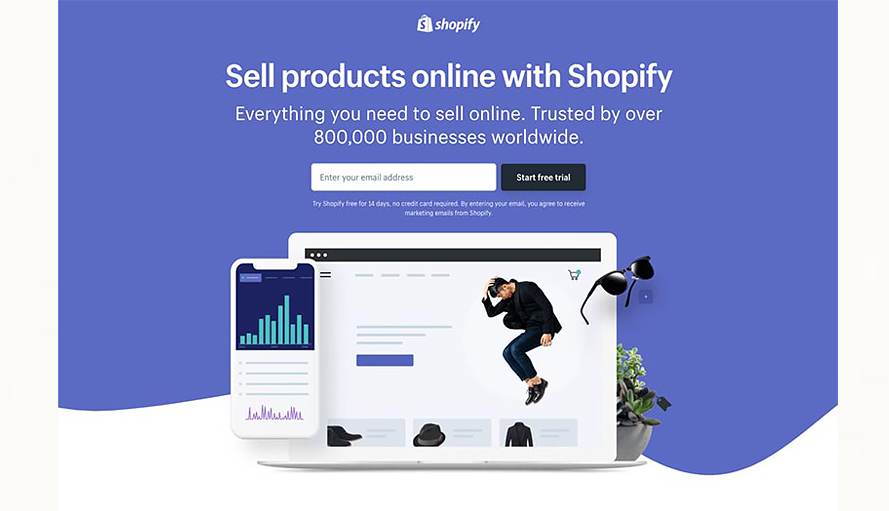 shopify
Sell products online with Shopify
Everything you need to sell online. Trusted by over
800,000 businesses worldwide.
Enter your email address
Start free trial
Try Shopify free for 14 days, no credit card required. By entering your email, you agree to receive
marketing emails from Shopify.